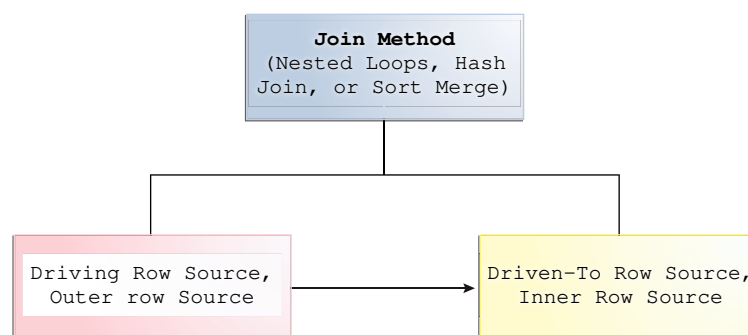 Join Method
(Nested Loops, Hash
Join, or Sort Merge)
Driving Row Source,
Outer row Source
Driven-To Row Source,
Inner Row Source